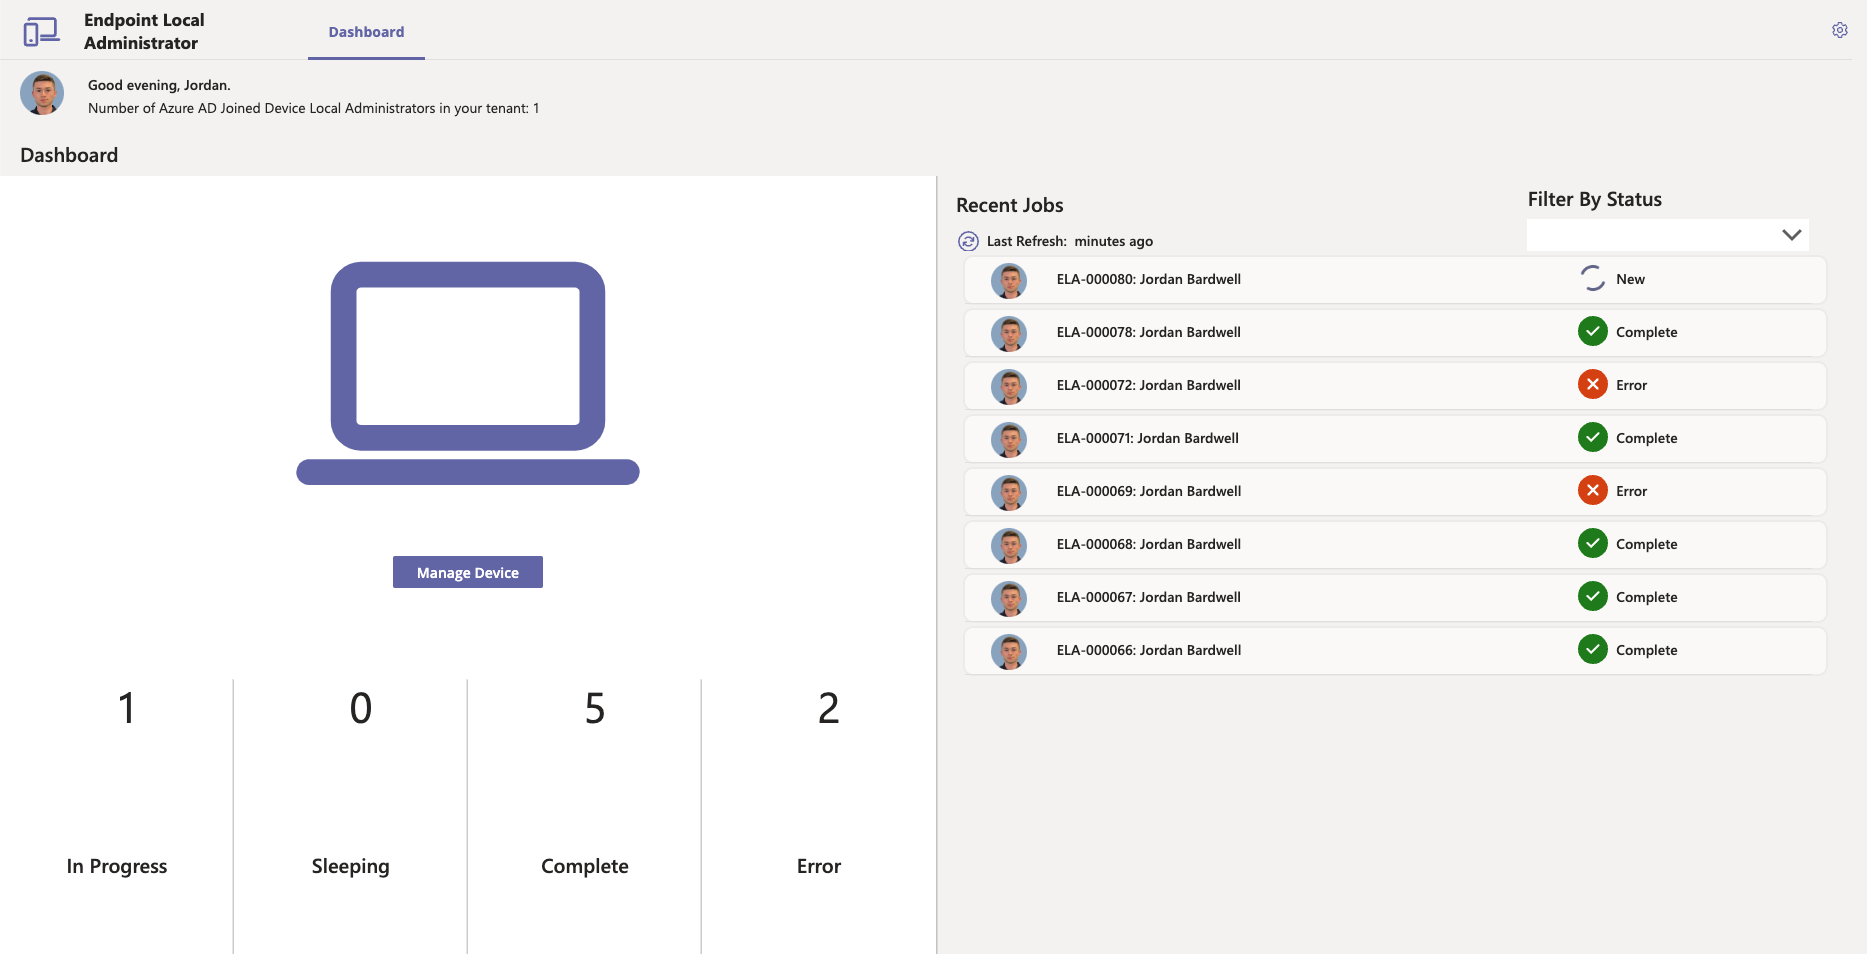 Endpoint Local
Administrator
Dashboard
Good evening, Jordan.
Number of Azure AD Joined Device Local Administrators in your tenant: 1
Dashboard
Manage Device
1
0
5
2
In Progress
Sleeping
Complete
Error
Recent Jobs
Filter By Status
Last Refresh: minutes ago
ELA-000080: Jordan Bardwell New
ELA-000078: Jordan Bardwell Complete
ELA-000072: Jordan Bardwell Error
ELA-000071: Jordan Bardwell Complete
ELA-000069: Jordan Bardwell Error
ELA-000068: Jordan Bardwell Complete
ELA-000067: Jordan Bardwell Complete
ELA-000066: Jordan Bardwell Complete